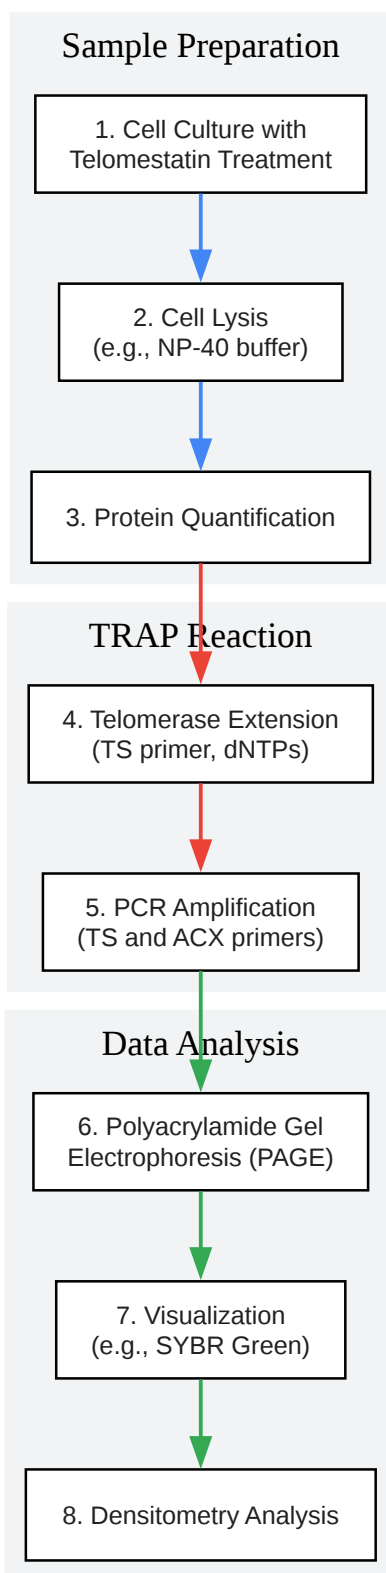 Sample Preparation
1. Cell Culture with
Telomestatin Treatment
2. Cell Lysis
(e.g., NP-40 buffer)
3. Protein Quantification
TRAP Reaction
4. Telomerase Extension
(TS primer, dNTPs)
5. PCR Amplification
(TS and ACX primers)
Data Analysis
6. Polyacrylamide Gel
Electrophoresis (PAGE)
7. Visualization
(e.g., SYBR Green)
8. Densitometry Analysis